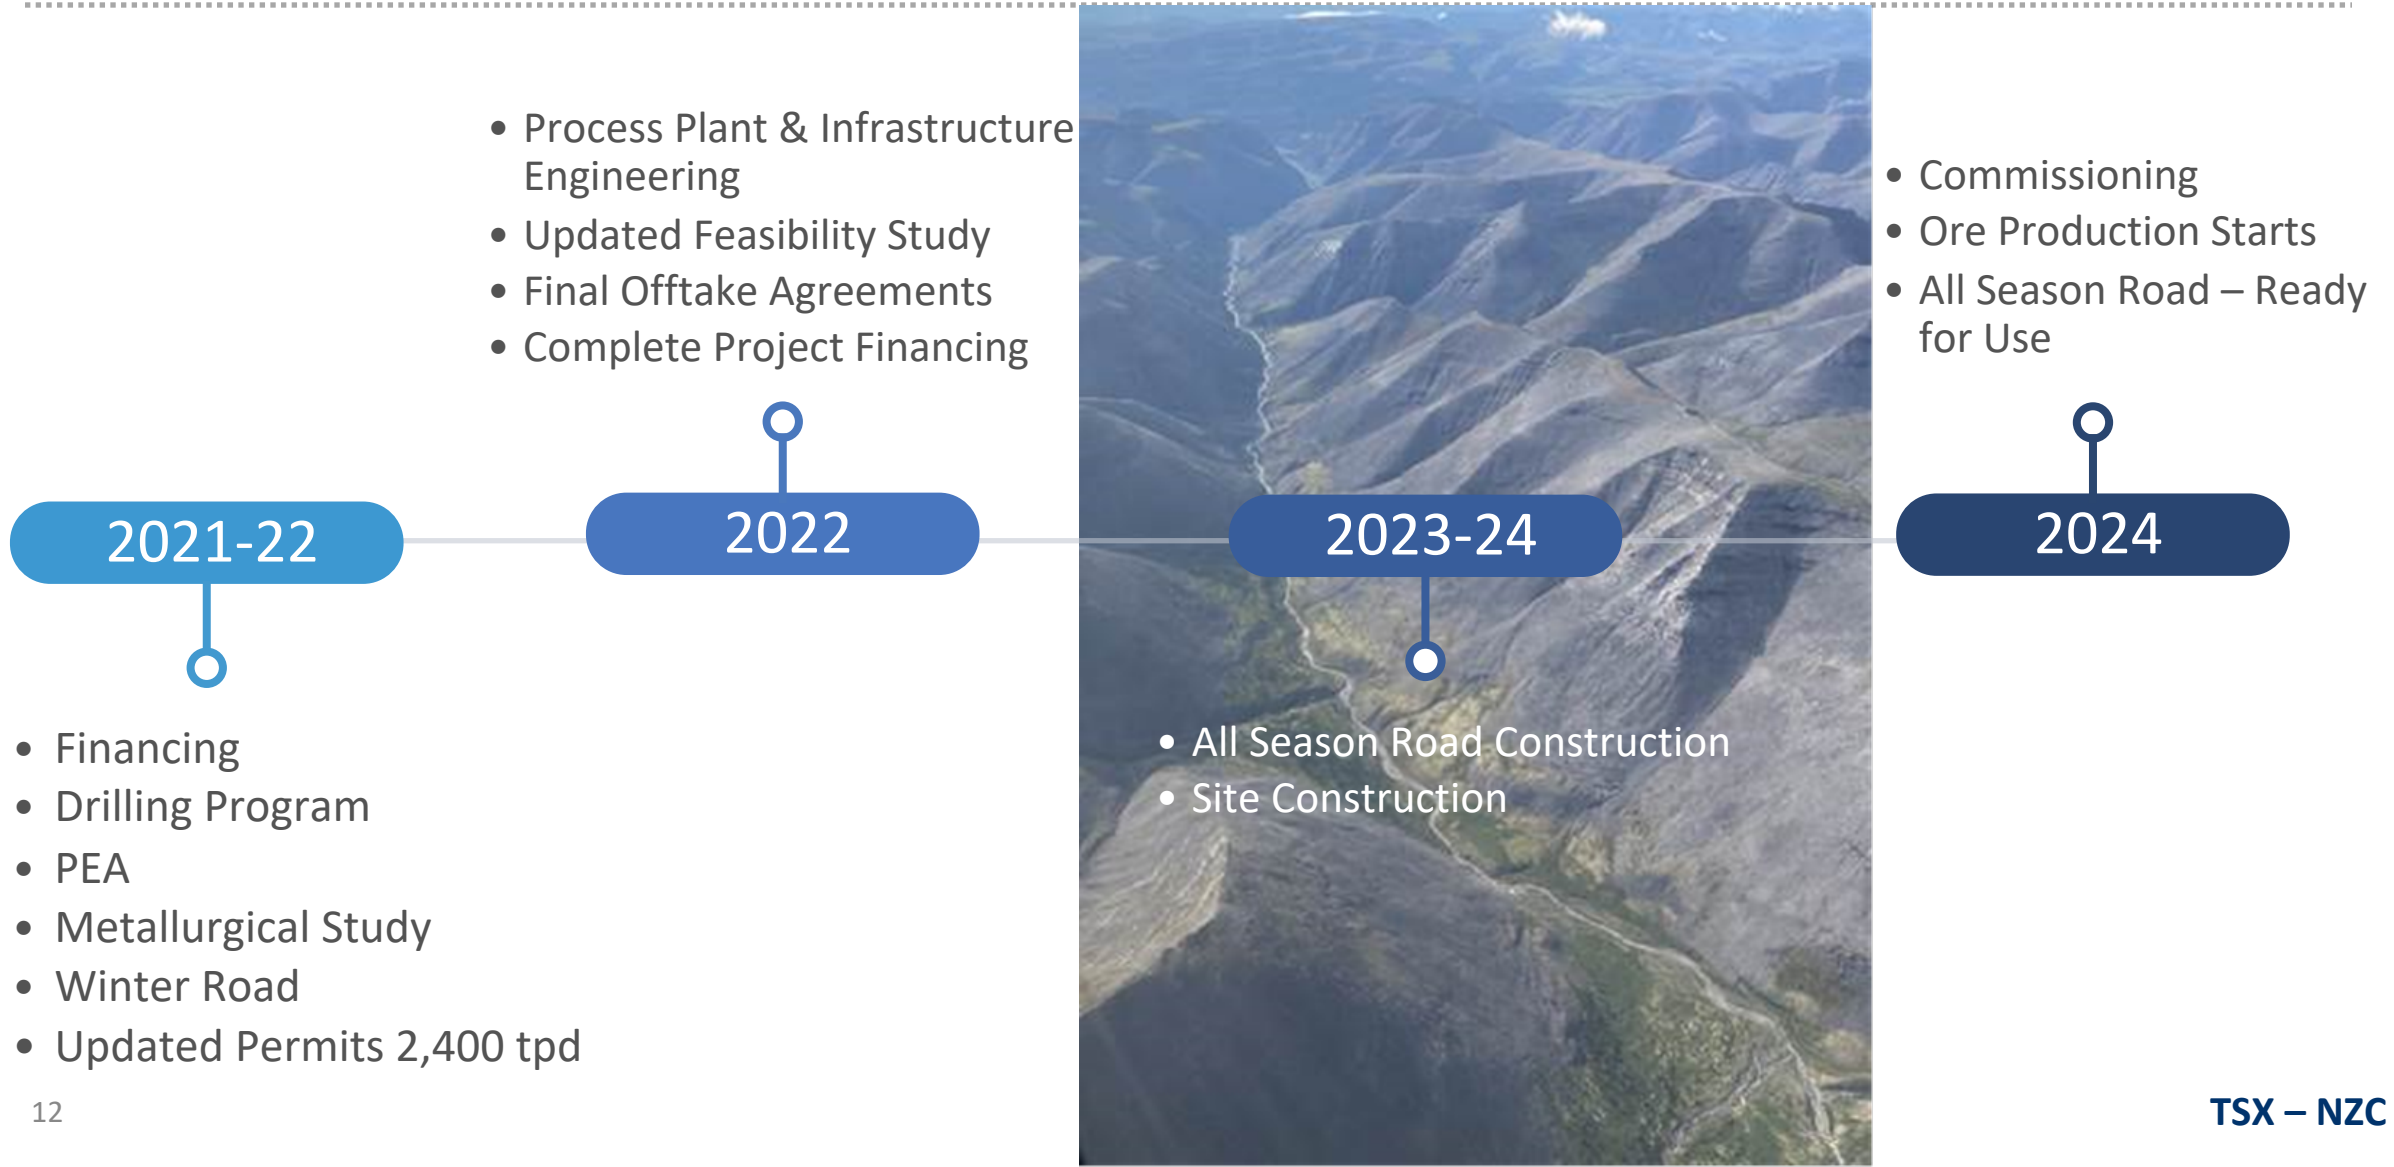 2021-22
• Financing
• Drilling Program
• PEA
• Metallurgical Study
• Winter Road
• Updated Permits 2,400 tpd
• Process Plant & Infrastructure
Engineering
• Updated Feasibility Study
• Final Offtake Agreements
• Complete Project Financing
2022
2023-24
• All Season Road Construction
• Site Construction
• Commissioning
• Ore Production Starts
• All Season Road – Ready
for Use
2024
12
TSX – NZC